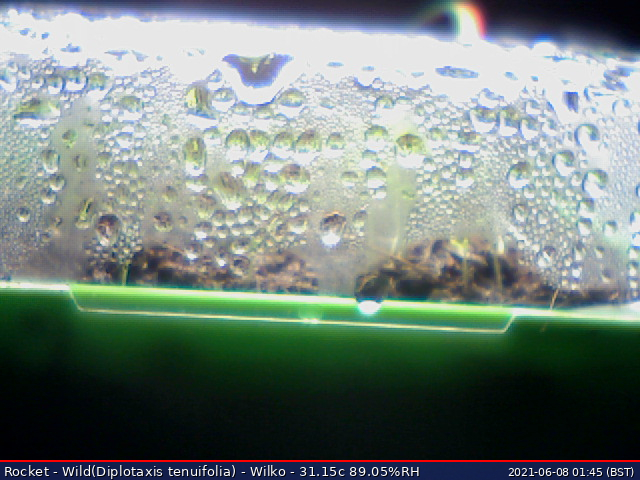 Rocket - Wild(Diplotaxis tenuifolia) - Wilko - 31.15c 89.05%RH
2021-06-08 01:45 (BST)